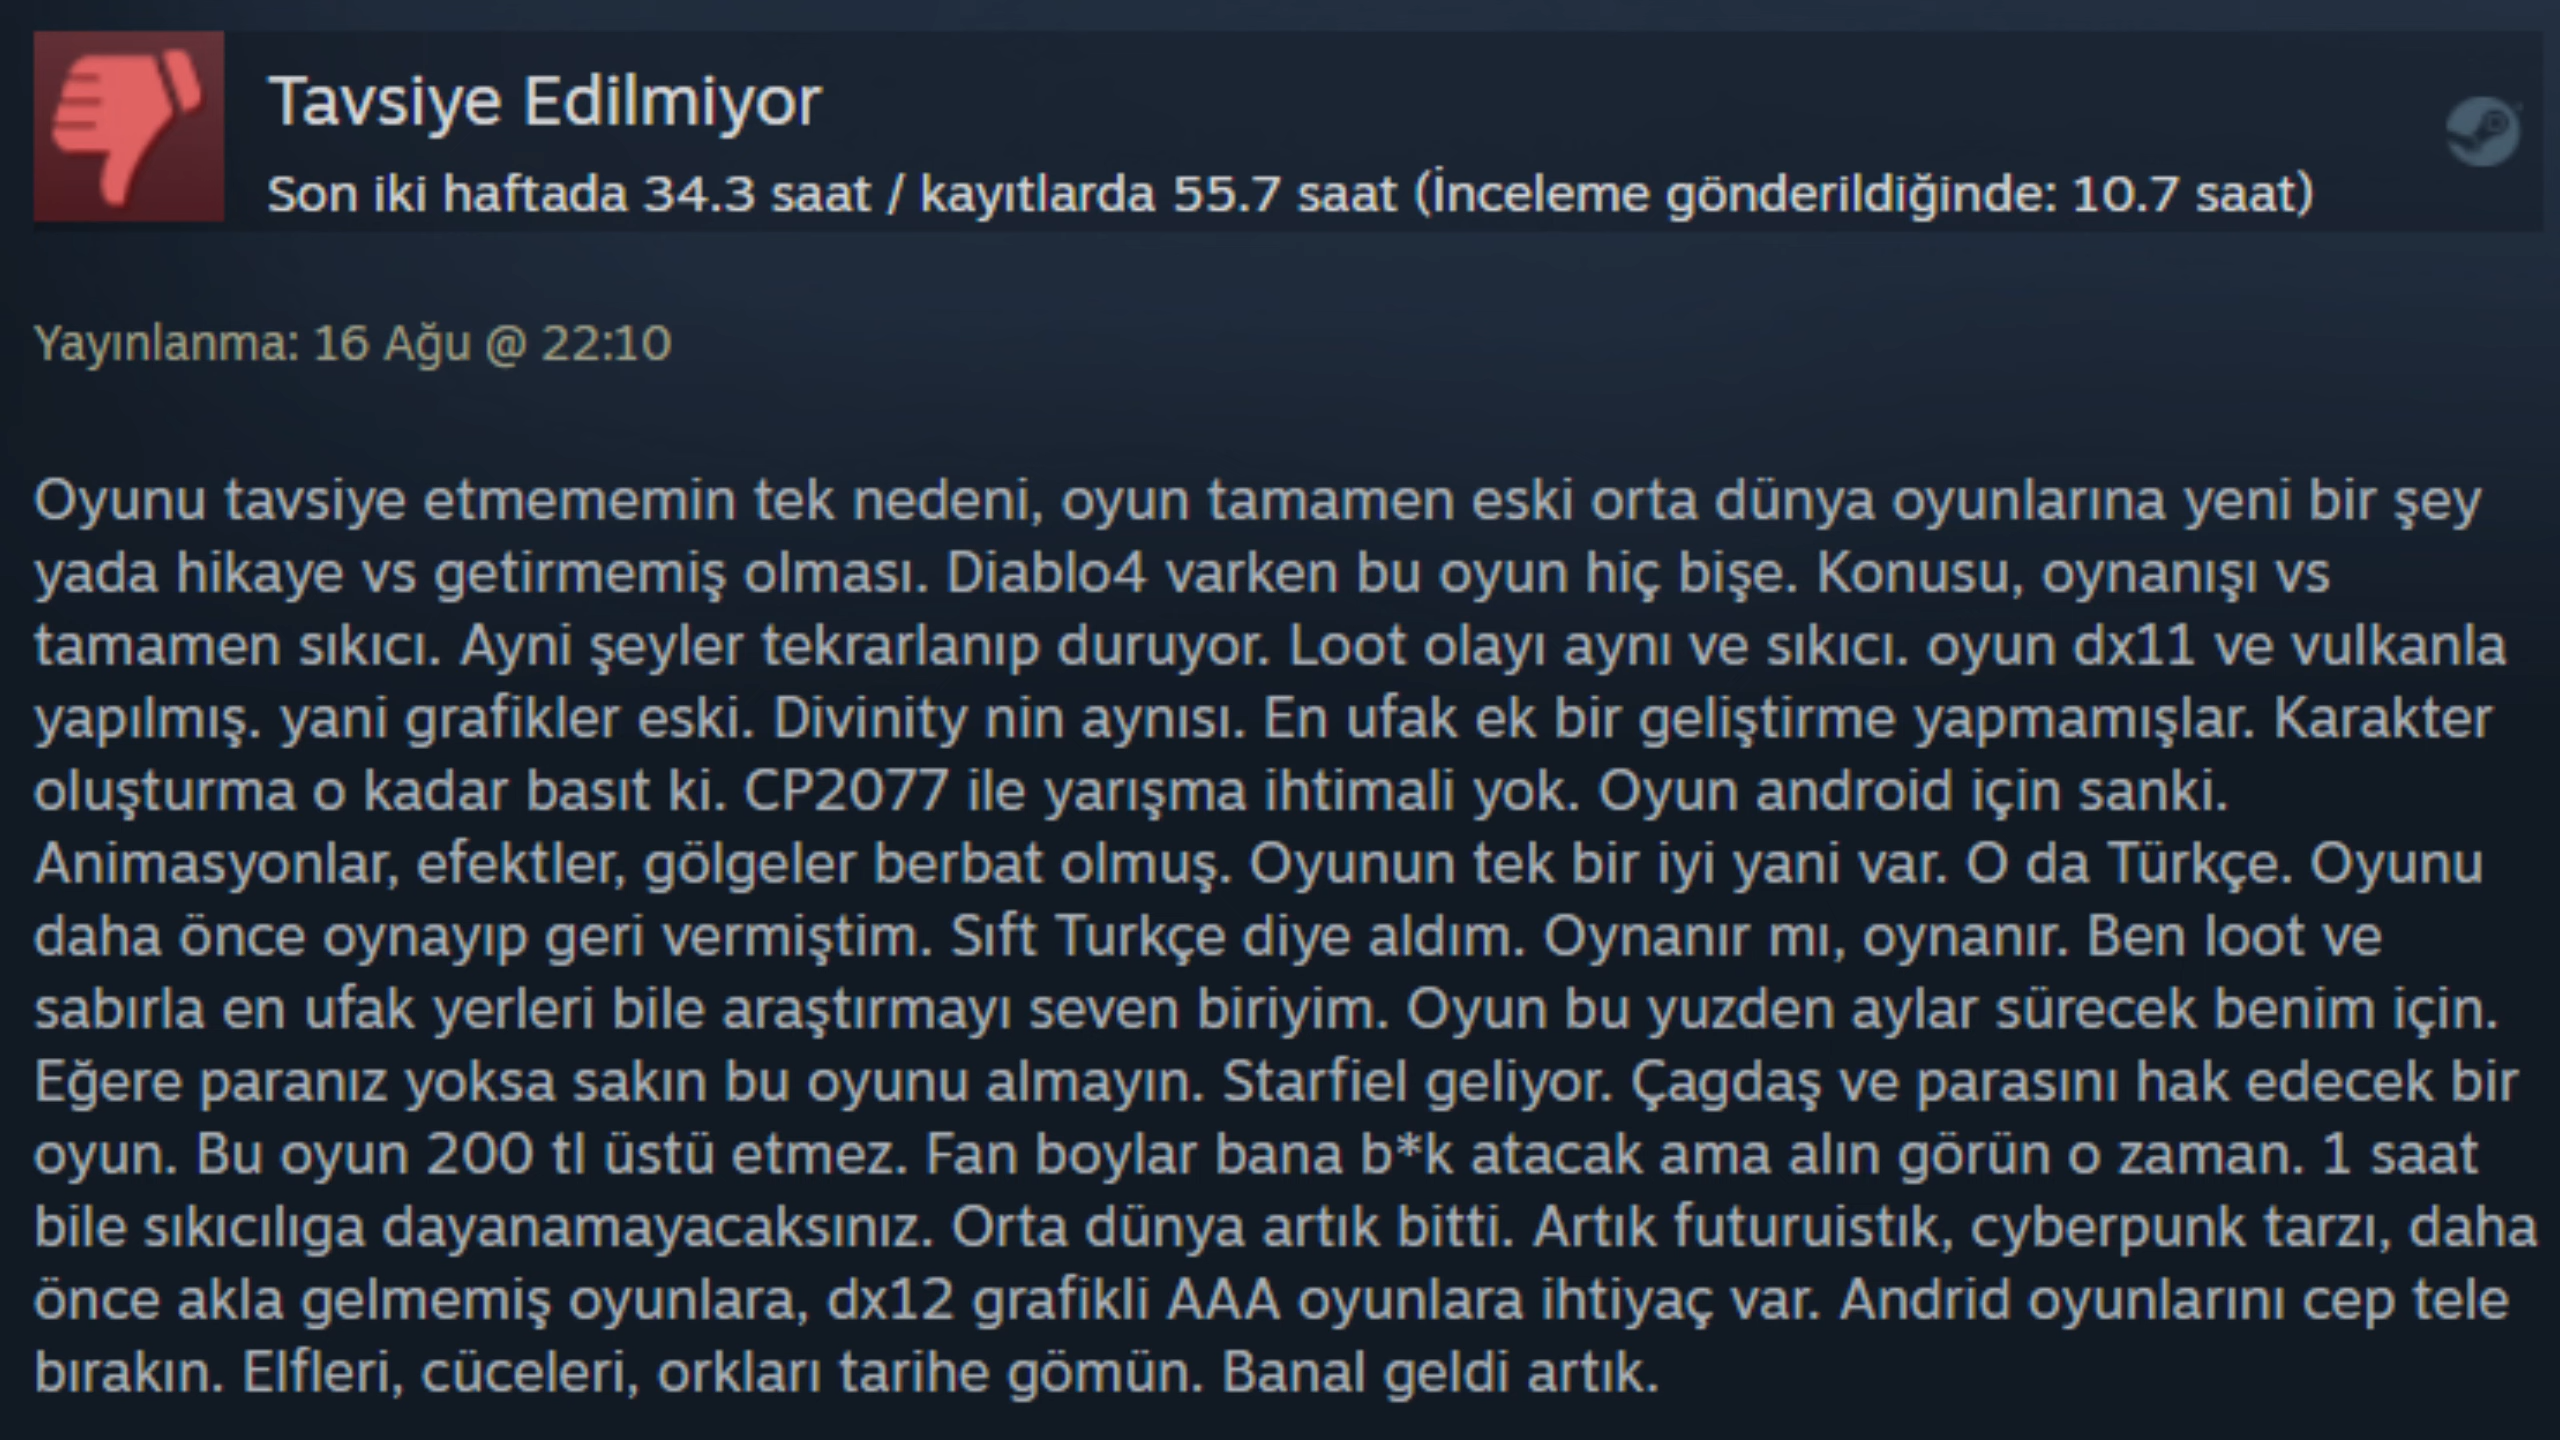 Tavsiye Edilmiyor
Son iki haftada 34.3 saat / kayıtlarda 55.7 saat (İnceleme gönderildiğinde: 10.7 saat)
Yayınlanma: 16 Ağu @ 22:10
Oyunu tavsiye etmememin tek nedeni, oyun tamamen eski orta dünya oyunlarına yeni bir şey
yada hikaye vs getirmemiş olması. Diablo4 varken bu oyun hiç bişe. Konusu, oynanışı vs
tamamen sıkıcı. Ayni şeyler tekrarlanıp duruyor. Loot olayı aynı ve sıkıcı. oyun dx11 ve vulkanla
yapılmış. yani grafikler eski. Divinity nin aynısı. En ufak ek bir geliştirme yapmamışlar. Karakter
oluşturma o kadar basıt ki. CP2077 ile yarışma ihtimali yok. Oyun android için sanki.
Animasyonlar, efektler, gölgeler berbat olmuş. Oyunun tek bir iyi yani var. O da Türkçe. Oyunu
daha önce oynayıp geri vermiştim. Sıft Turkçe diye aldım. Oynanır mı, oynanır. Ben loot ve
sabırla en ufak yerleri bile araştırmayı seven biriyim. Oyun bu yuzden aylar sürecek benim için.
Eğere paranız yoksa sakın bu oyunu almayın. Starfiel geliyor. Çagdaş ve parasını hak edecek bir
oyun. Bu oyun 200 tl üstü etmez. Fan boylar bana b*k atacak ama alın görün o zaman. 1 saat
bile sıkıcılıga dayanamayacaksınız. Orta dünya artık bitti. Artık futuruistık, cyberpunk tarzı, daha
önce akla gelmemiş oyunlara, dx12 grafikli AAA oyunlara ihtiyaç var. Andrid oyunlarını cep tele
bırakın. Elfleri, cüceleri, orkları tarihe gömün. Banal geldi artık.